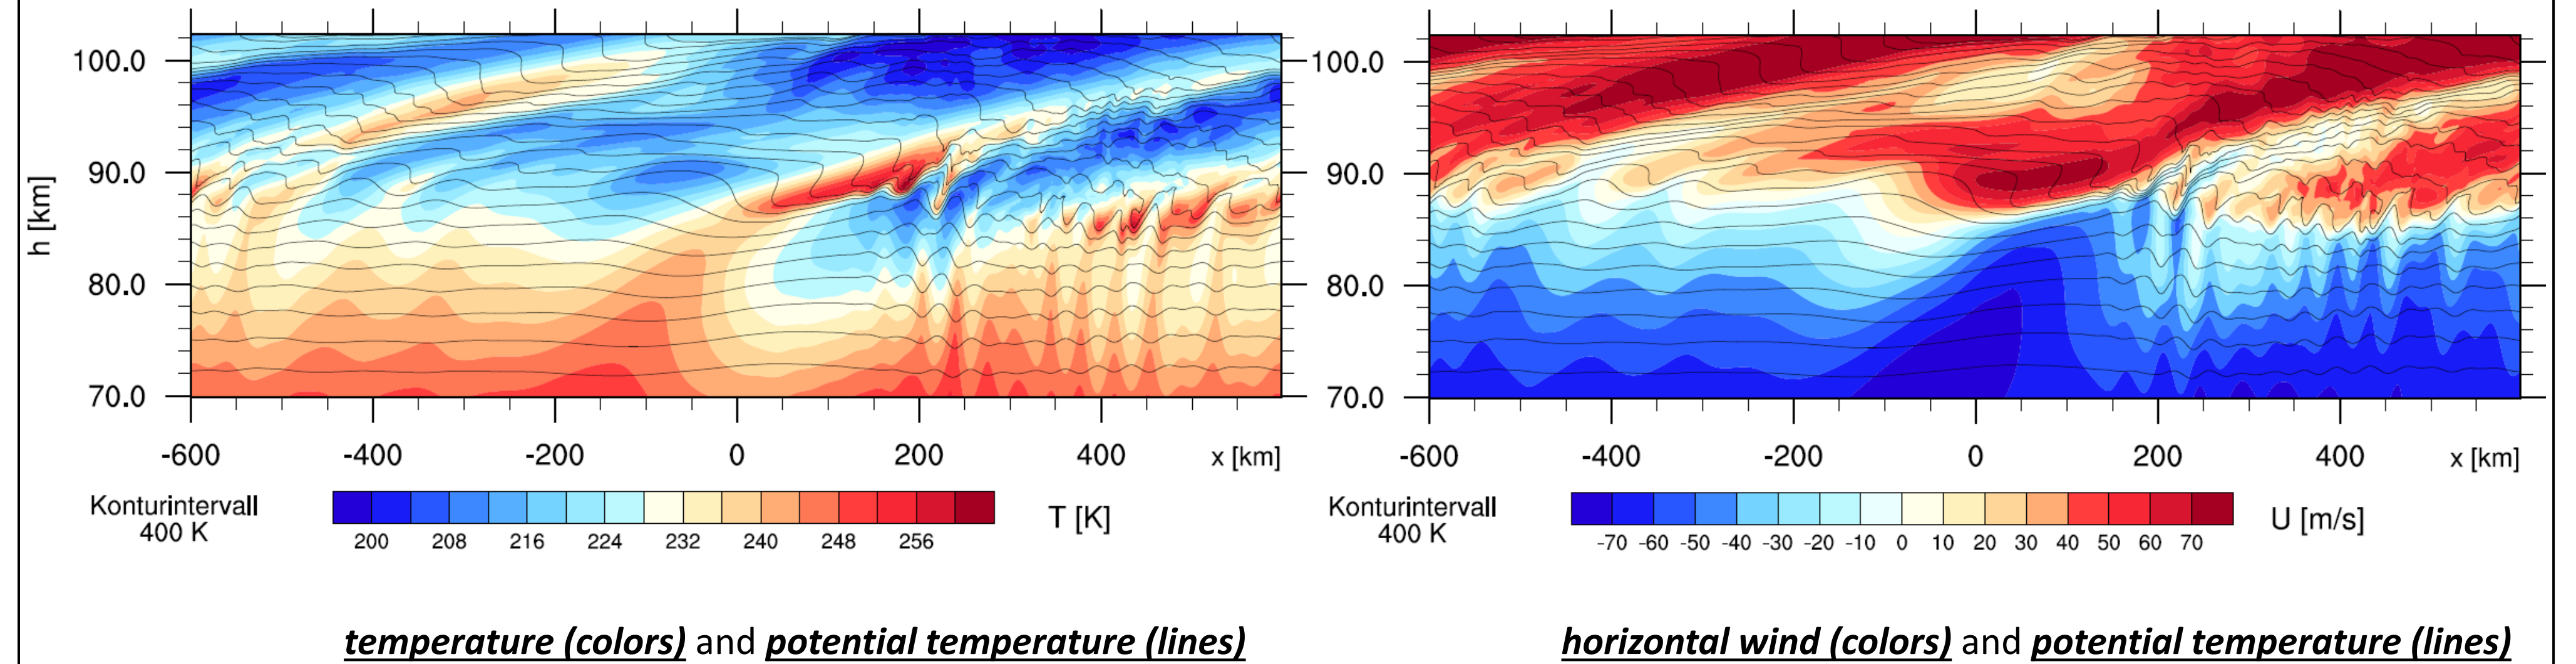 100.0
90.0
80.0
70.0
h [km]
-600 -400 -200 0 200 400 x [km]
Konturintervall
400 K
200 208 216 224 232 240 248 256
T [K]
100.0
90.0
80.0
70.0
-600 -400 -200 0 200 400 x [km]
Konturintervall
400 K
-70 -60 -50 -40 -30 -20 -10 0 10 20 30 40 50 60 70
U [m/s]
temperature (colors) and potential temperature (lines)
horizontal wind (colors) and potential temperature (lines)